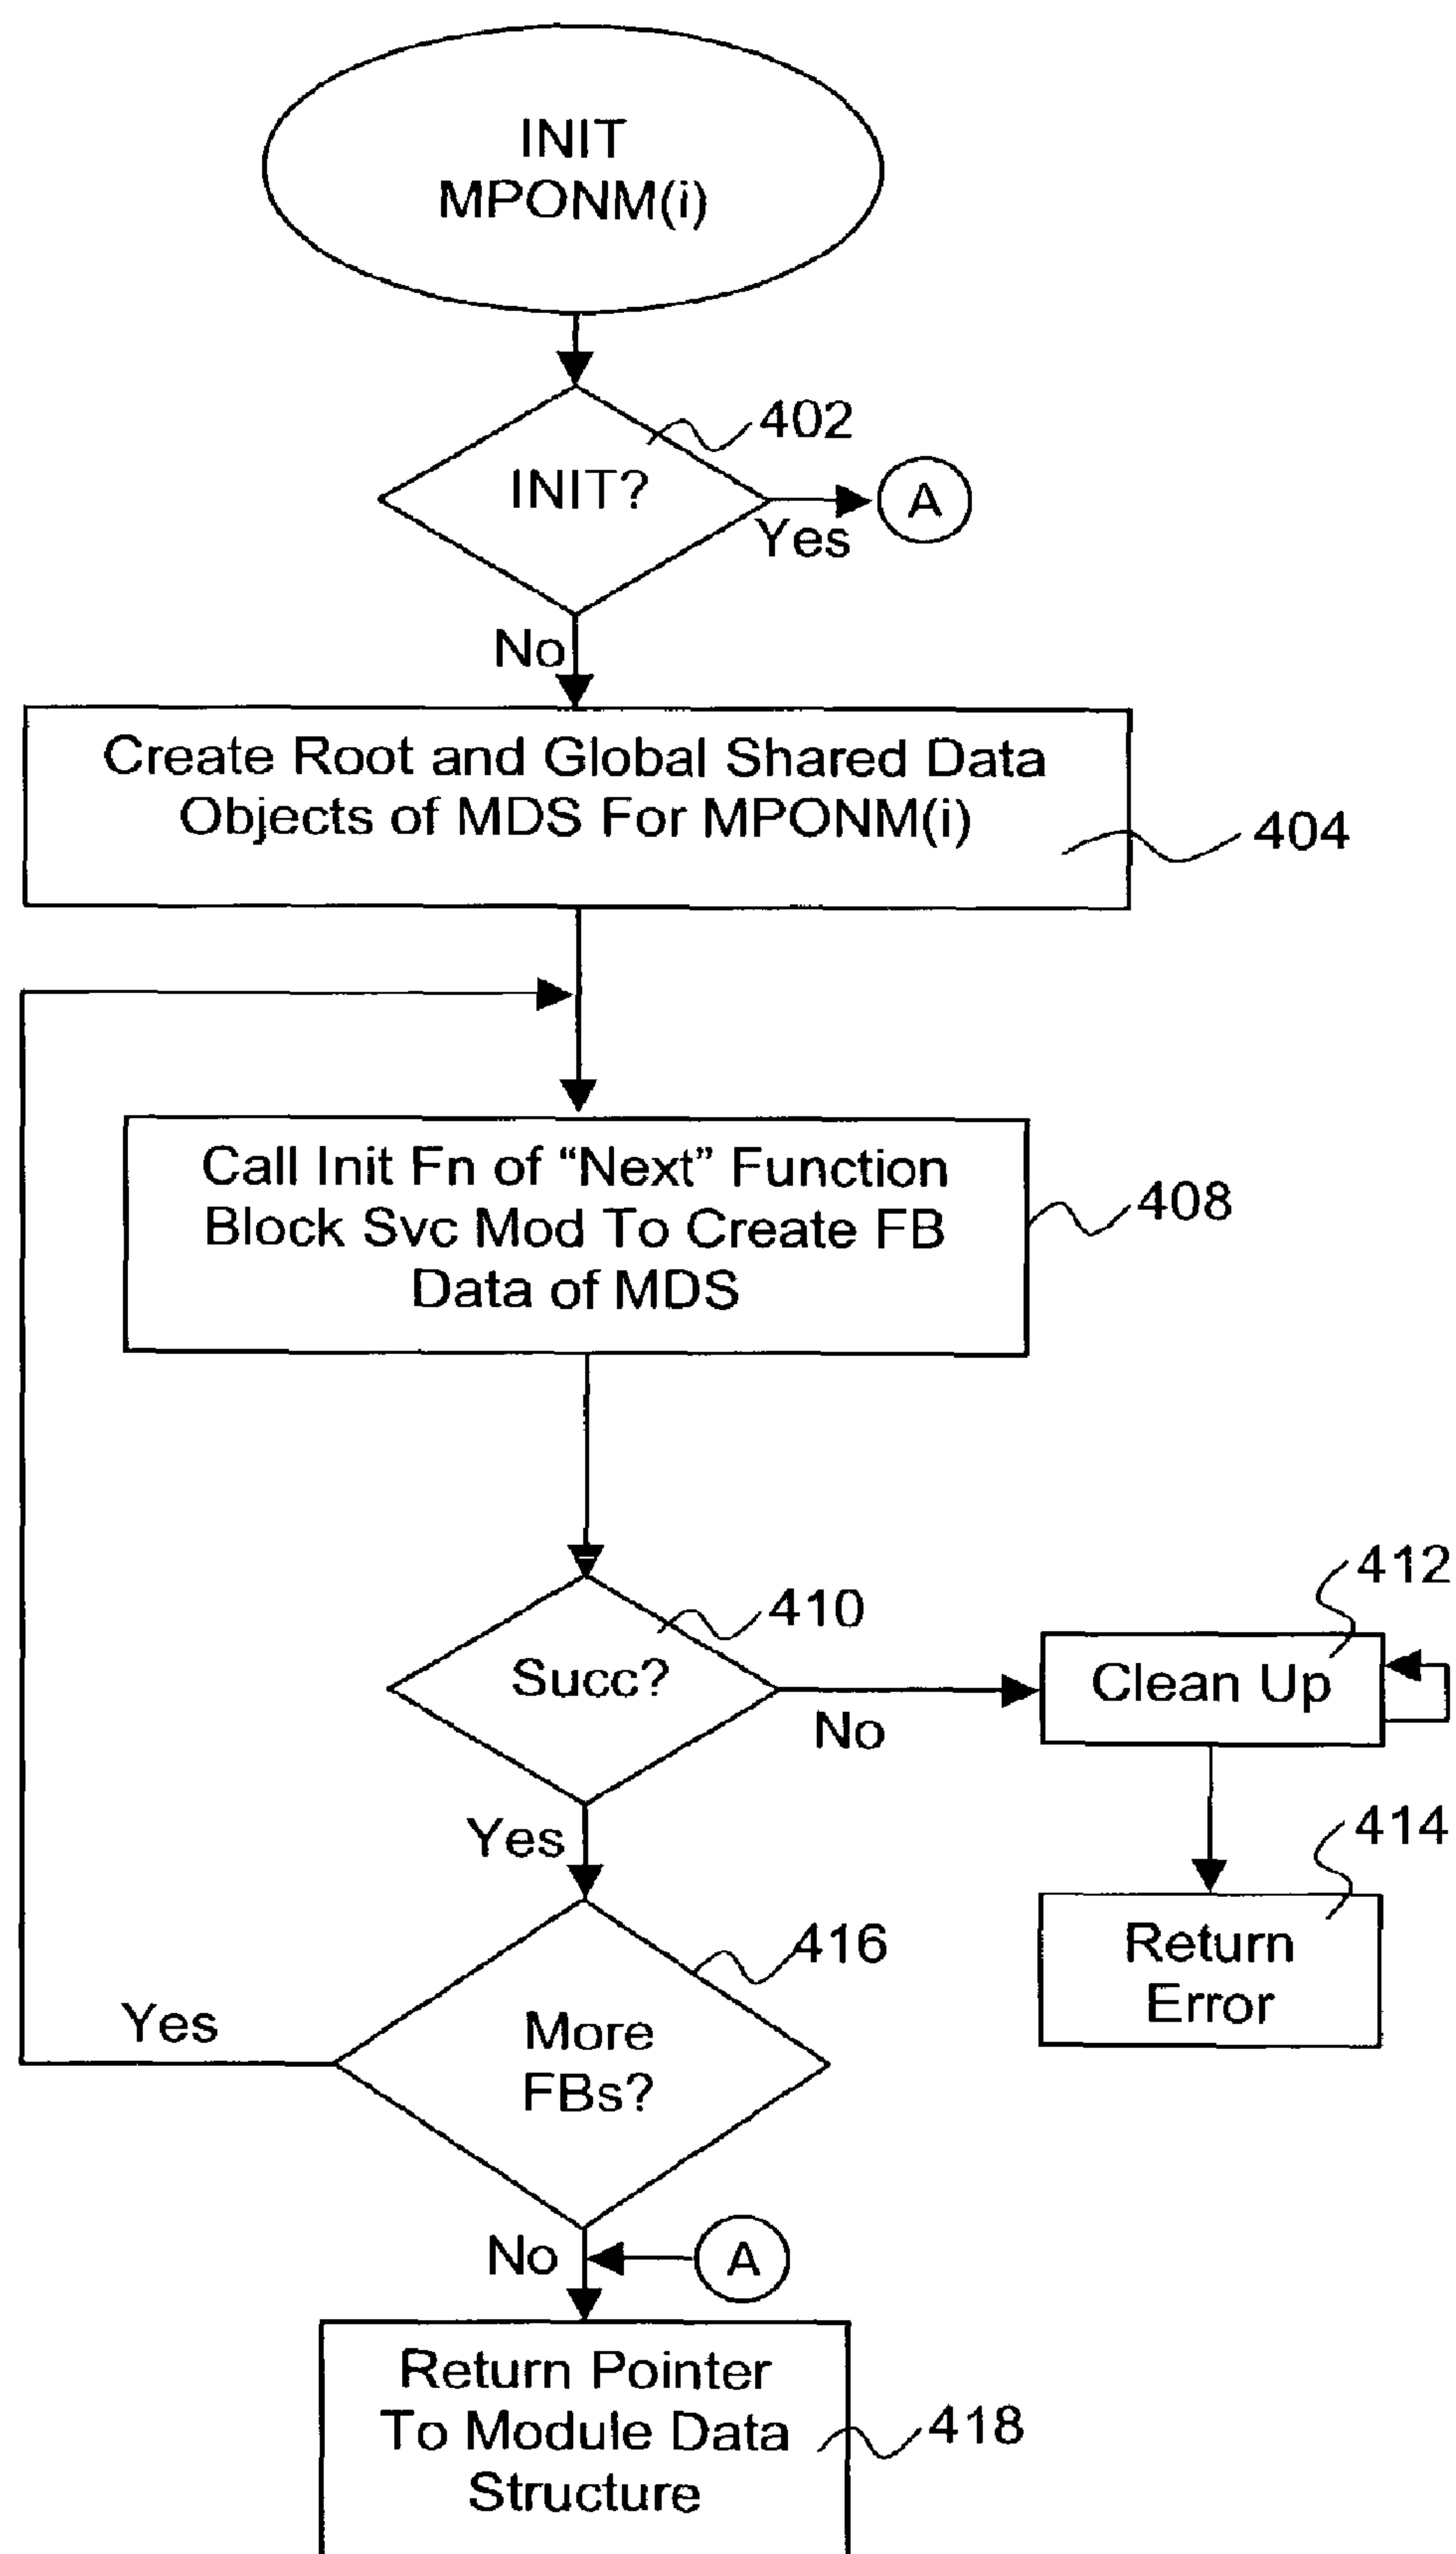 INIT
MPONM(i)
402
INIT?
A
Yes
No
Create Root and Global Shared Data
Objects of MDS For MPONM(i)
404
Call Init Fn of “Next” Function
Block Svc Mod To Create FB
Data of MDS
408
410
412
Succ?
Clean Up
No
Yes
414
416
Return
Error
Yes
More
FBs?
No
A
Return Pointer
To Module Data
Structure
418